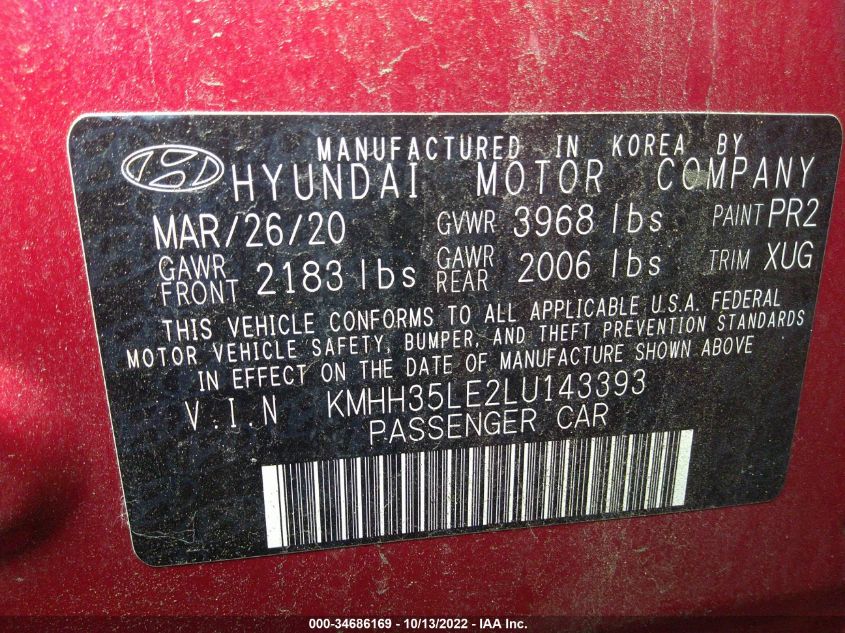 MANUFACTURED IN KOREA BY
HYUNDAI MOTOR COMPANY
MAR/26/20 GVWR 3968 lbs PAINT PR2
GAWR FRONT 2183 lbs GAWR REAR 2006 lbs TRIM XUG
THIS VEHICLE CONFORMS TO ALL APPLICABLE U.S.A. FEDERAL
MOTOR VEHICLE SAFETY, BUMPER, AND THEFT PREVENTION STANDARDS
IN EFFECT ON THE DATE OF MANUFACTURE SHOWN ABOVE
V.I.N KMHH35LE2LU143393
PASSENGER CAR
000-34686169 - 10/13/2022 - IAA Inc.